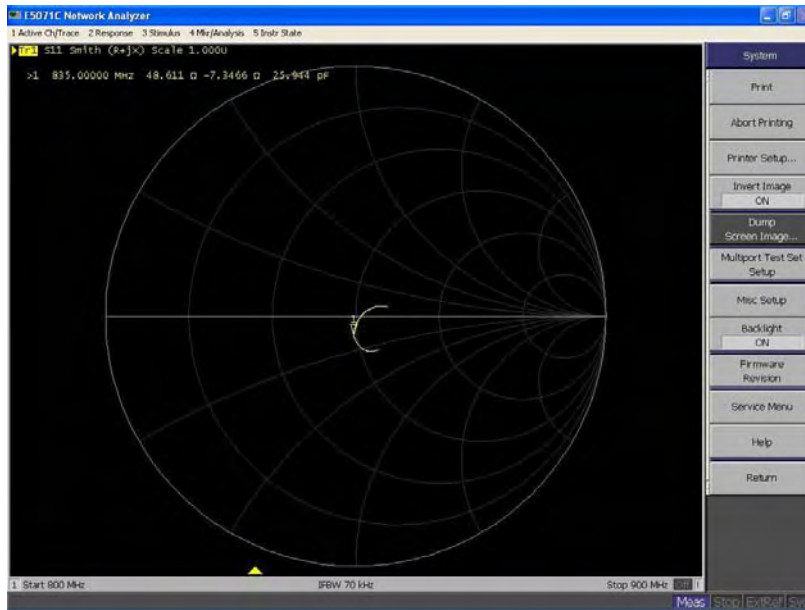 E5071C Network Analyzer
1 Active Ch/Trace 2 Response 3 Stimulus 4 Mkr/Analysis 5 Instr State
Tr1 S11 Smith (R+jX) Scale 1.000U
>1 835.00000 MHz 48.611 Ω -7.3466 Ω 25.944 pF
1
System
Print
Abort Printing
Printer Setup...
Invert Image
ON
Dump
Screen Image...
Multiport Test Set
Setup
Misc Setup
Backlight
ON
Firmware
Revision
Service Menu
Help
Return
1 Start 800 MHz IFBW 70 kHz Stop 900 MHz Off !
Meas Stop ExtRef